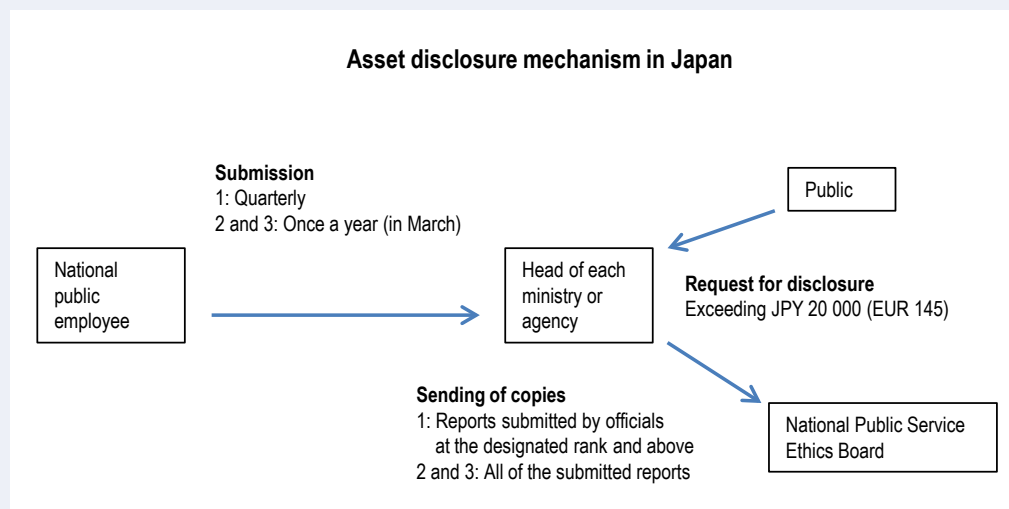 Asset disclosure mechanism in Japan
Submission
1: Quarterly
2 and 3: Once a year (in March)
Public
National
public
employee
Head of each
ministry or
agency
Request for disclosure
Exceeding JPY 20 000 (EUR 145)
Sending of copies
1: Reports submitted by officials
at the designated rank and above
2 and 3: All of the submitted reports
National Public Service
Ethics Board